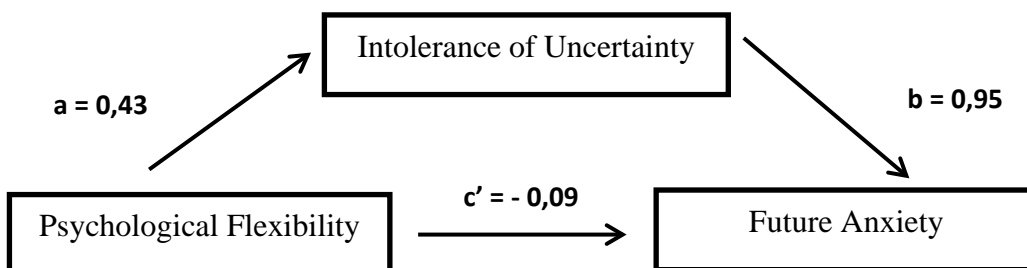 Intolerance of Uncertainty
a = 0,43
b = 0,95
c’ = - 0,09
Psychological Flexibility
Future Anxiety